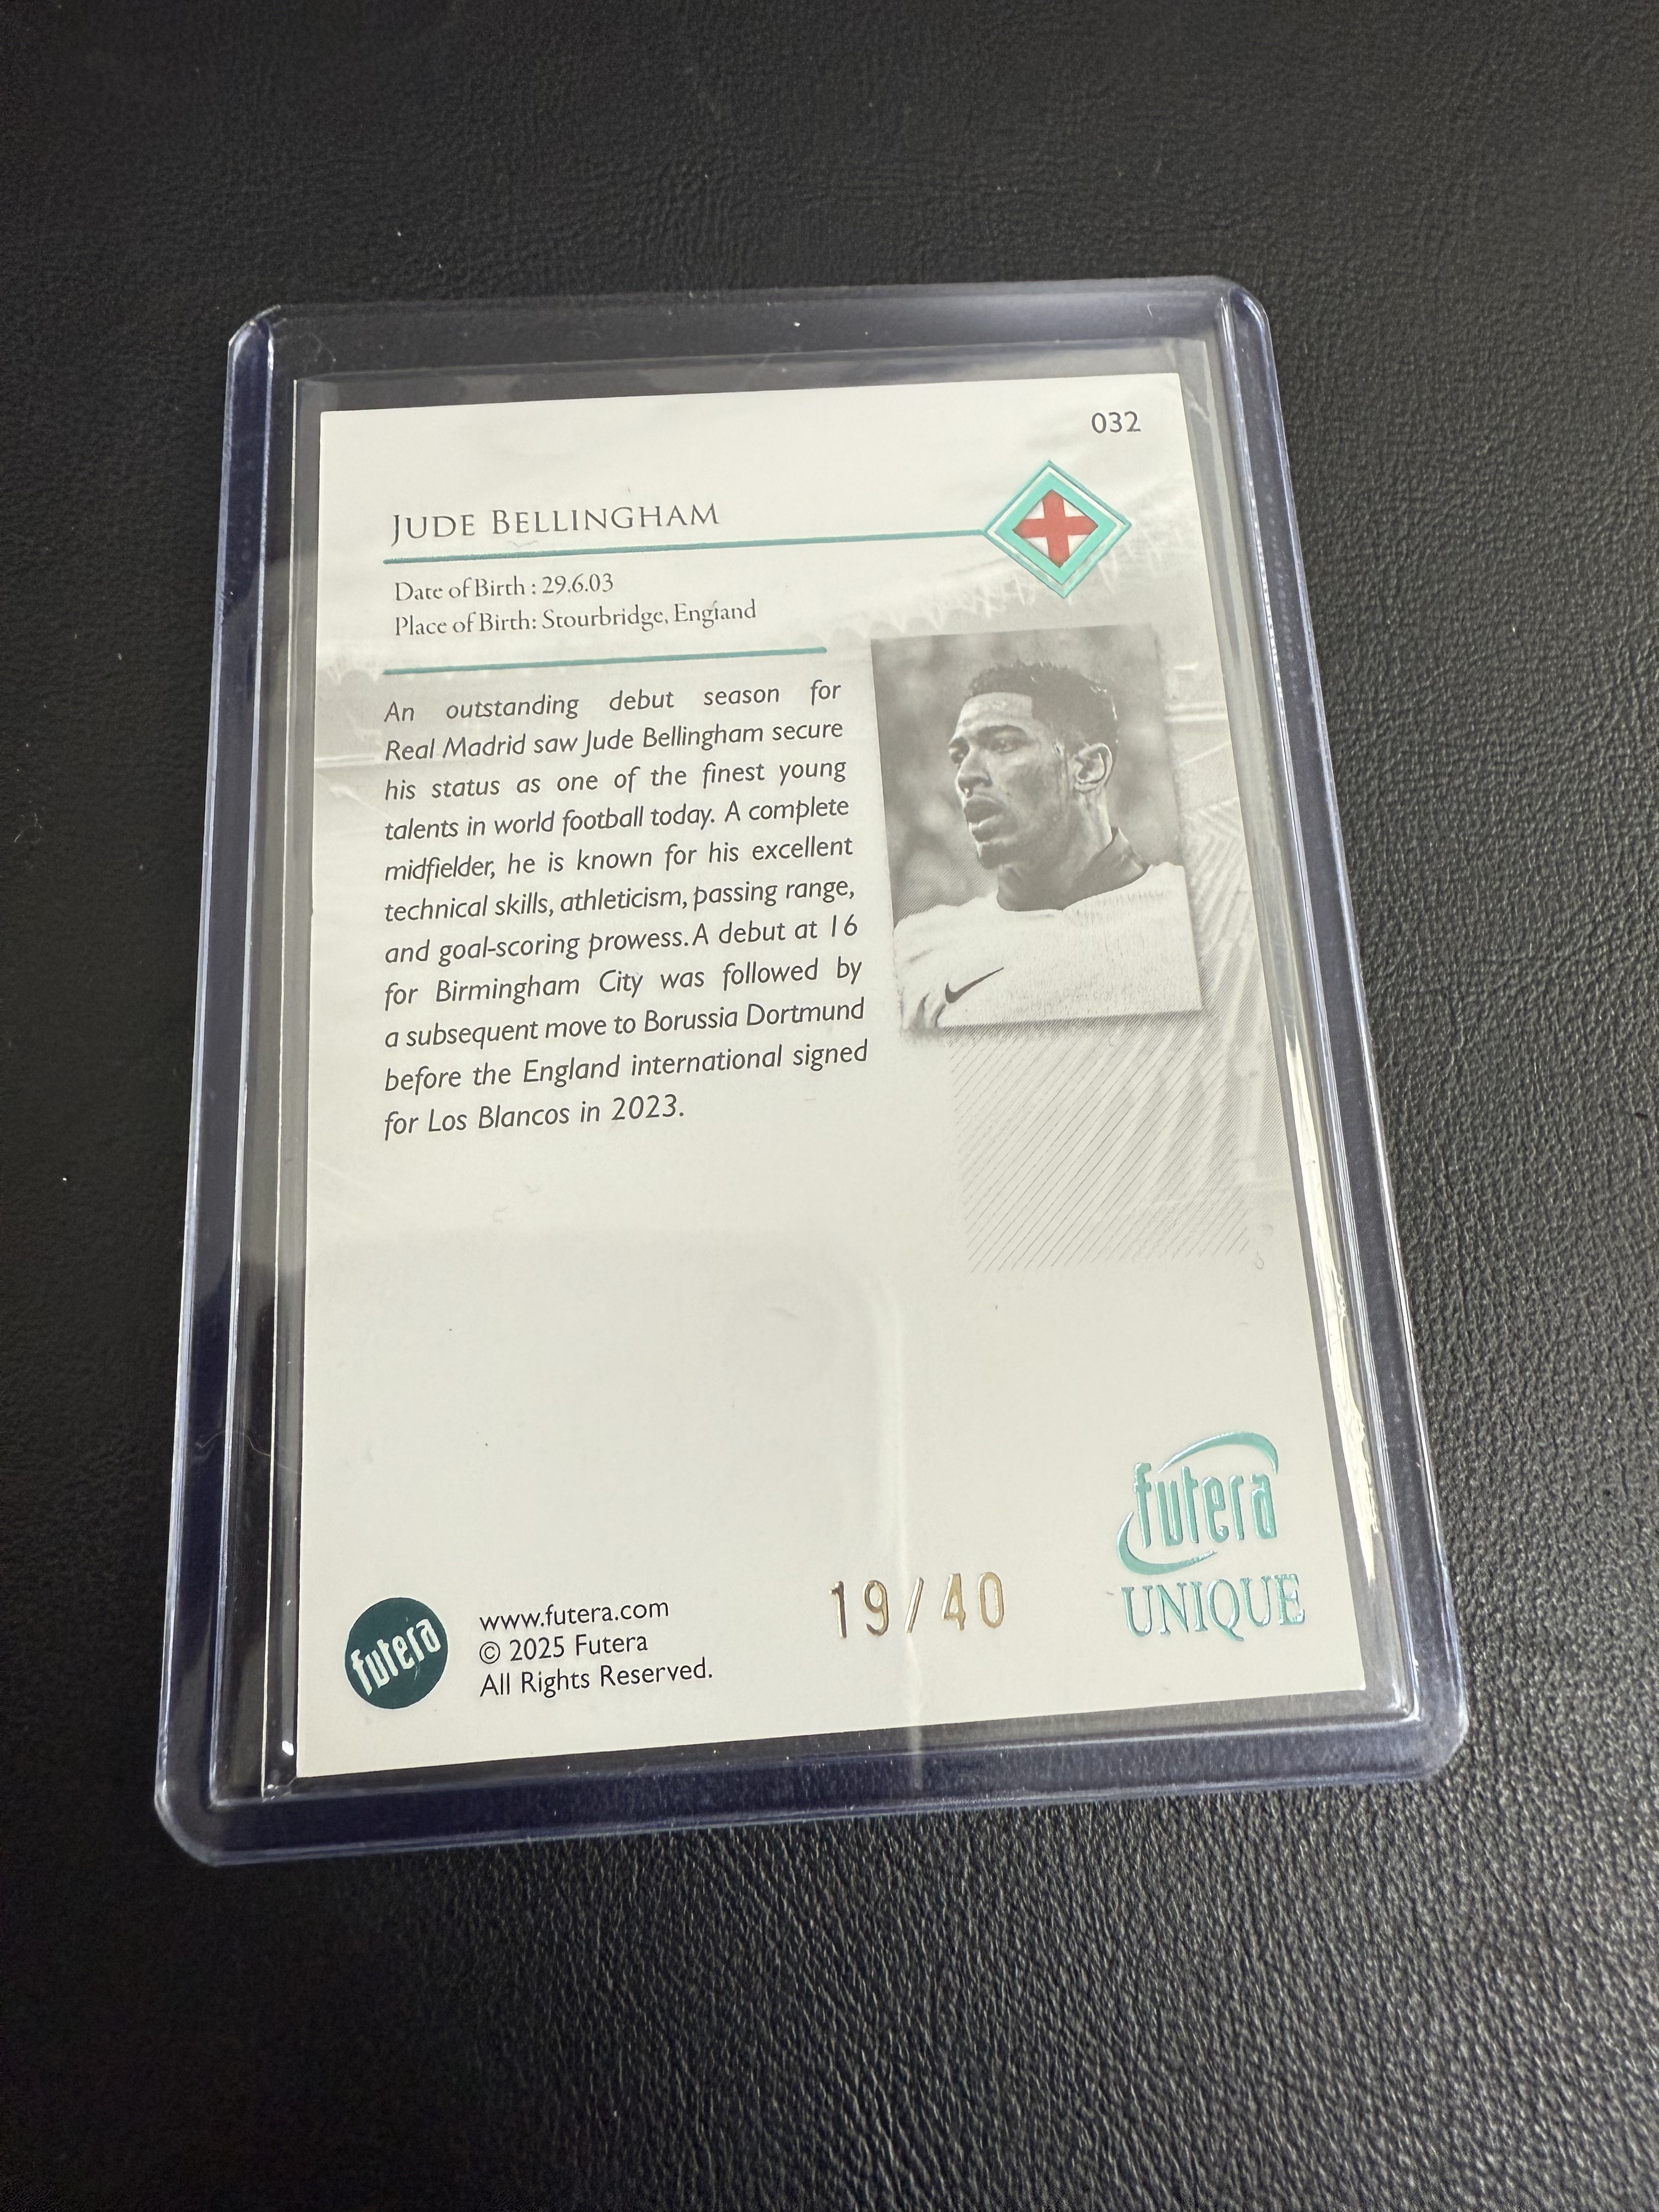 032
JUDE BELLINGHAM
Date of Birth : 29.6.03
Place of Birth: Stourbridge, England
An outstanding debut season for
Real Madrid saw Jude Bellingham secure
his status as one of the finest young
talents in world football today. A complete
midfielder, he is known for his excellent
technical skills, athleticism, passing range,
and goal-scoring prowess. A debut at 16
for Birmingham City was followed by
a subsequent move to Borussia Dortmund
before the England international signed
for Los Blancos in 2023.
futera
UNIQUE
19/40
futera
www.futera.com
© 2025 Futera
All Rights Reserved.